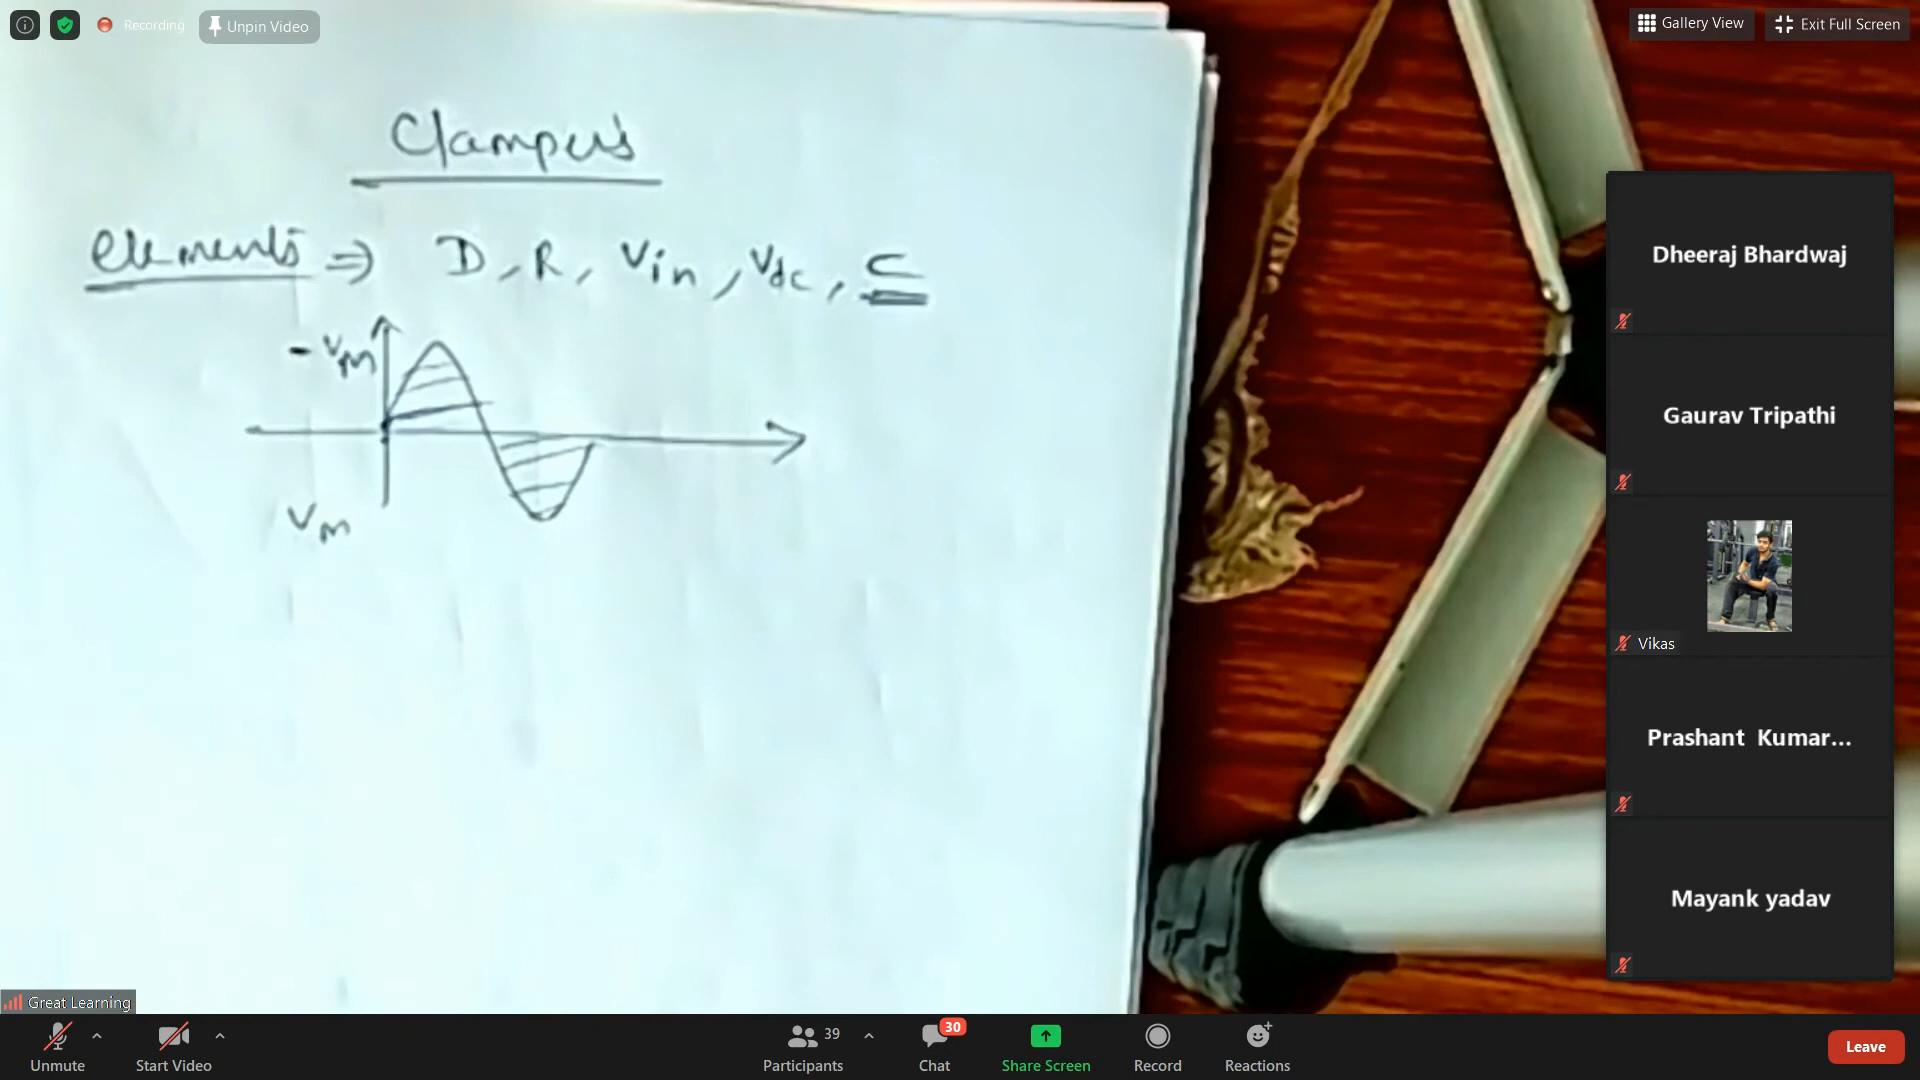 Recording
Unpin Video
Gallery View
Exit Full Screen
Clampers
elements ⇒ D, R, Vin, Vdc, C
- Vm
Vm
Dheeraj Bhardwaj
Gaurav Tripathi
Vikas
Prashant Kumar...
Mayank yadav
Great Learning
Unmute
Start Video
39
Participants
30
Chat
Share Screen
Record
Reactions
Leave